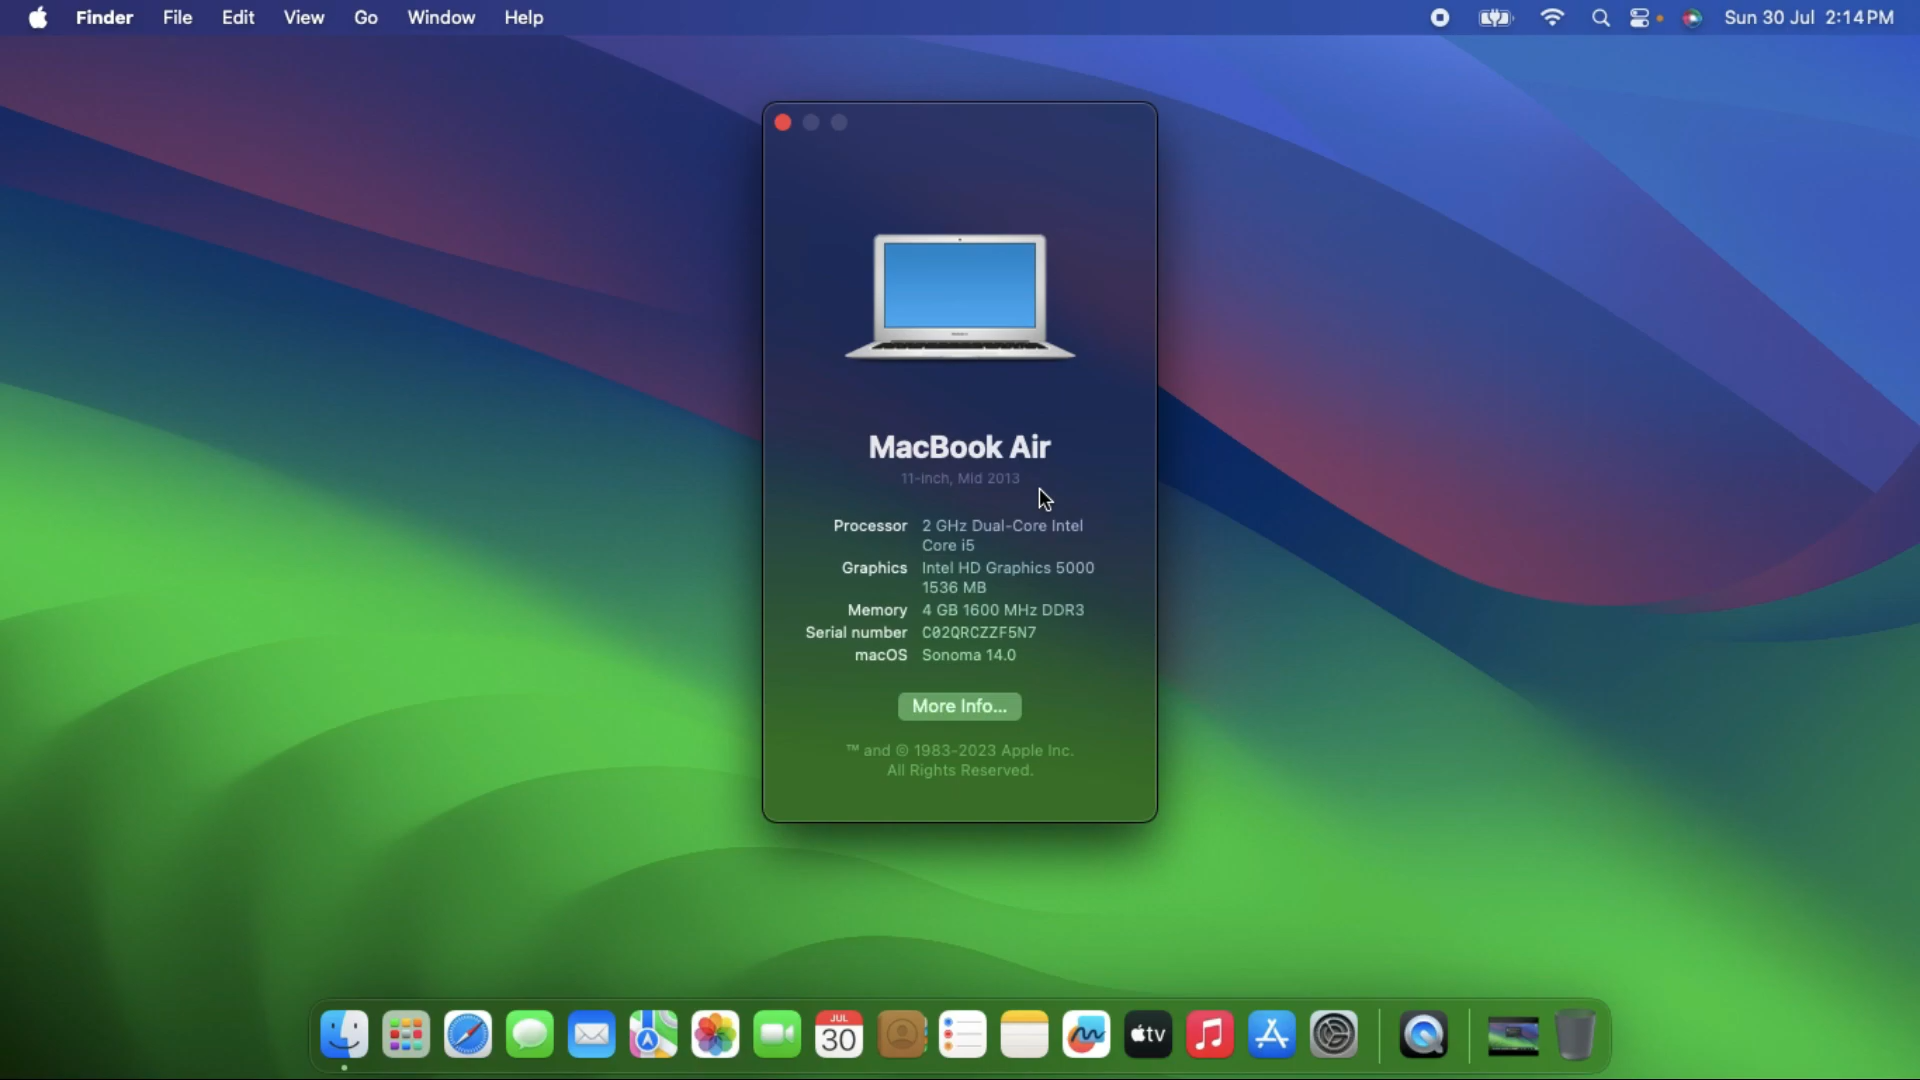 Finder File Edit View Go Window Help Sun 30 Jul 2:14 PM
MacBook Air
11-inch, Mid 2013
Processor 2 GHz Dual-Core Intel
Core i5
Graphics Intel HD Graphics 5000
1536 MB
Memory 4 GB 1600 MHz DDR3
Serial number C02QRCZZF5N7
macOS Sonoma 14.0
More Info...
™ and © 1983-2023 Apple Inc.
All Rights Reserved.
JUL
30
tv